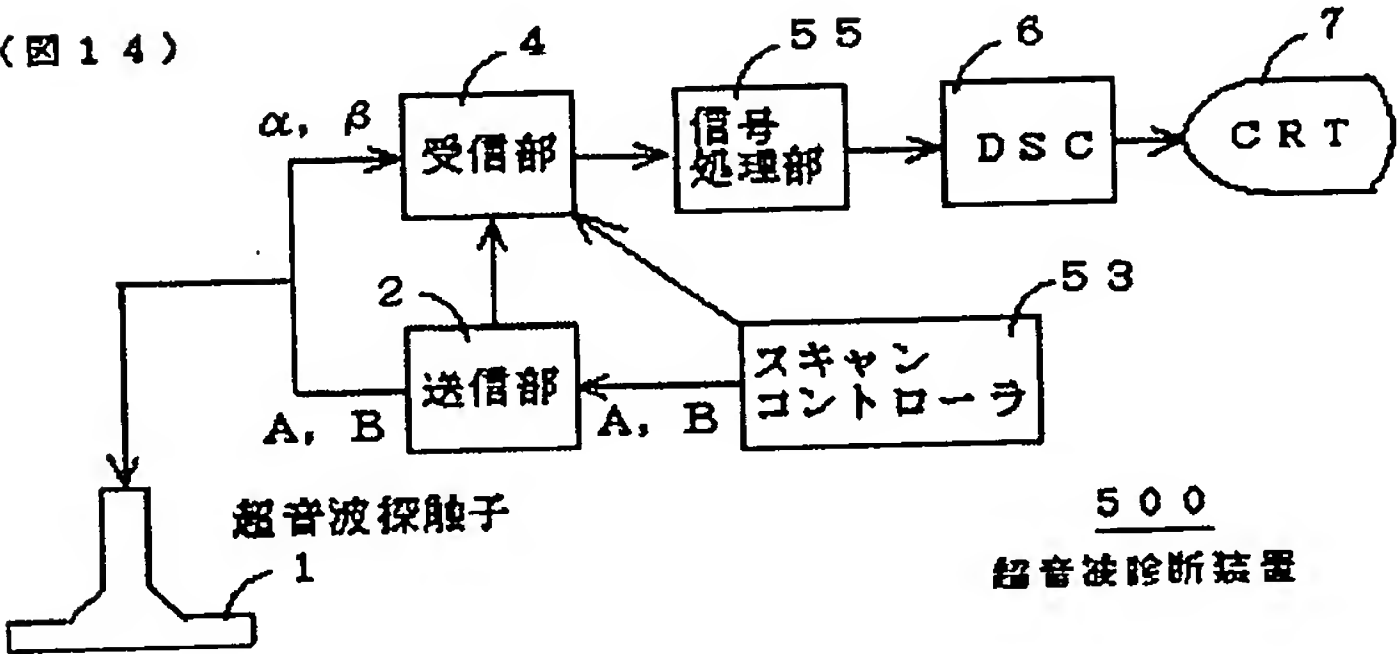 (図14)
4
55
6
7
α, β
受信部
信号
処理部
DSC
CRT
2
53
送信部
スキャン
コントローラ
A, B
A, B
超音波探触子
1
500
超音波診断装置